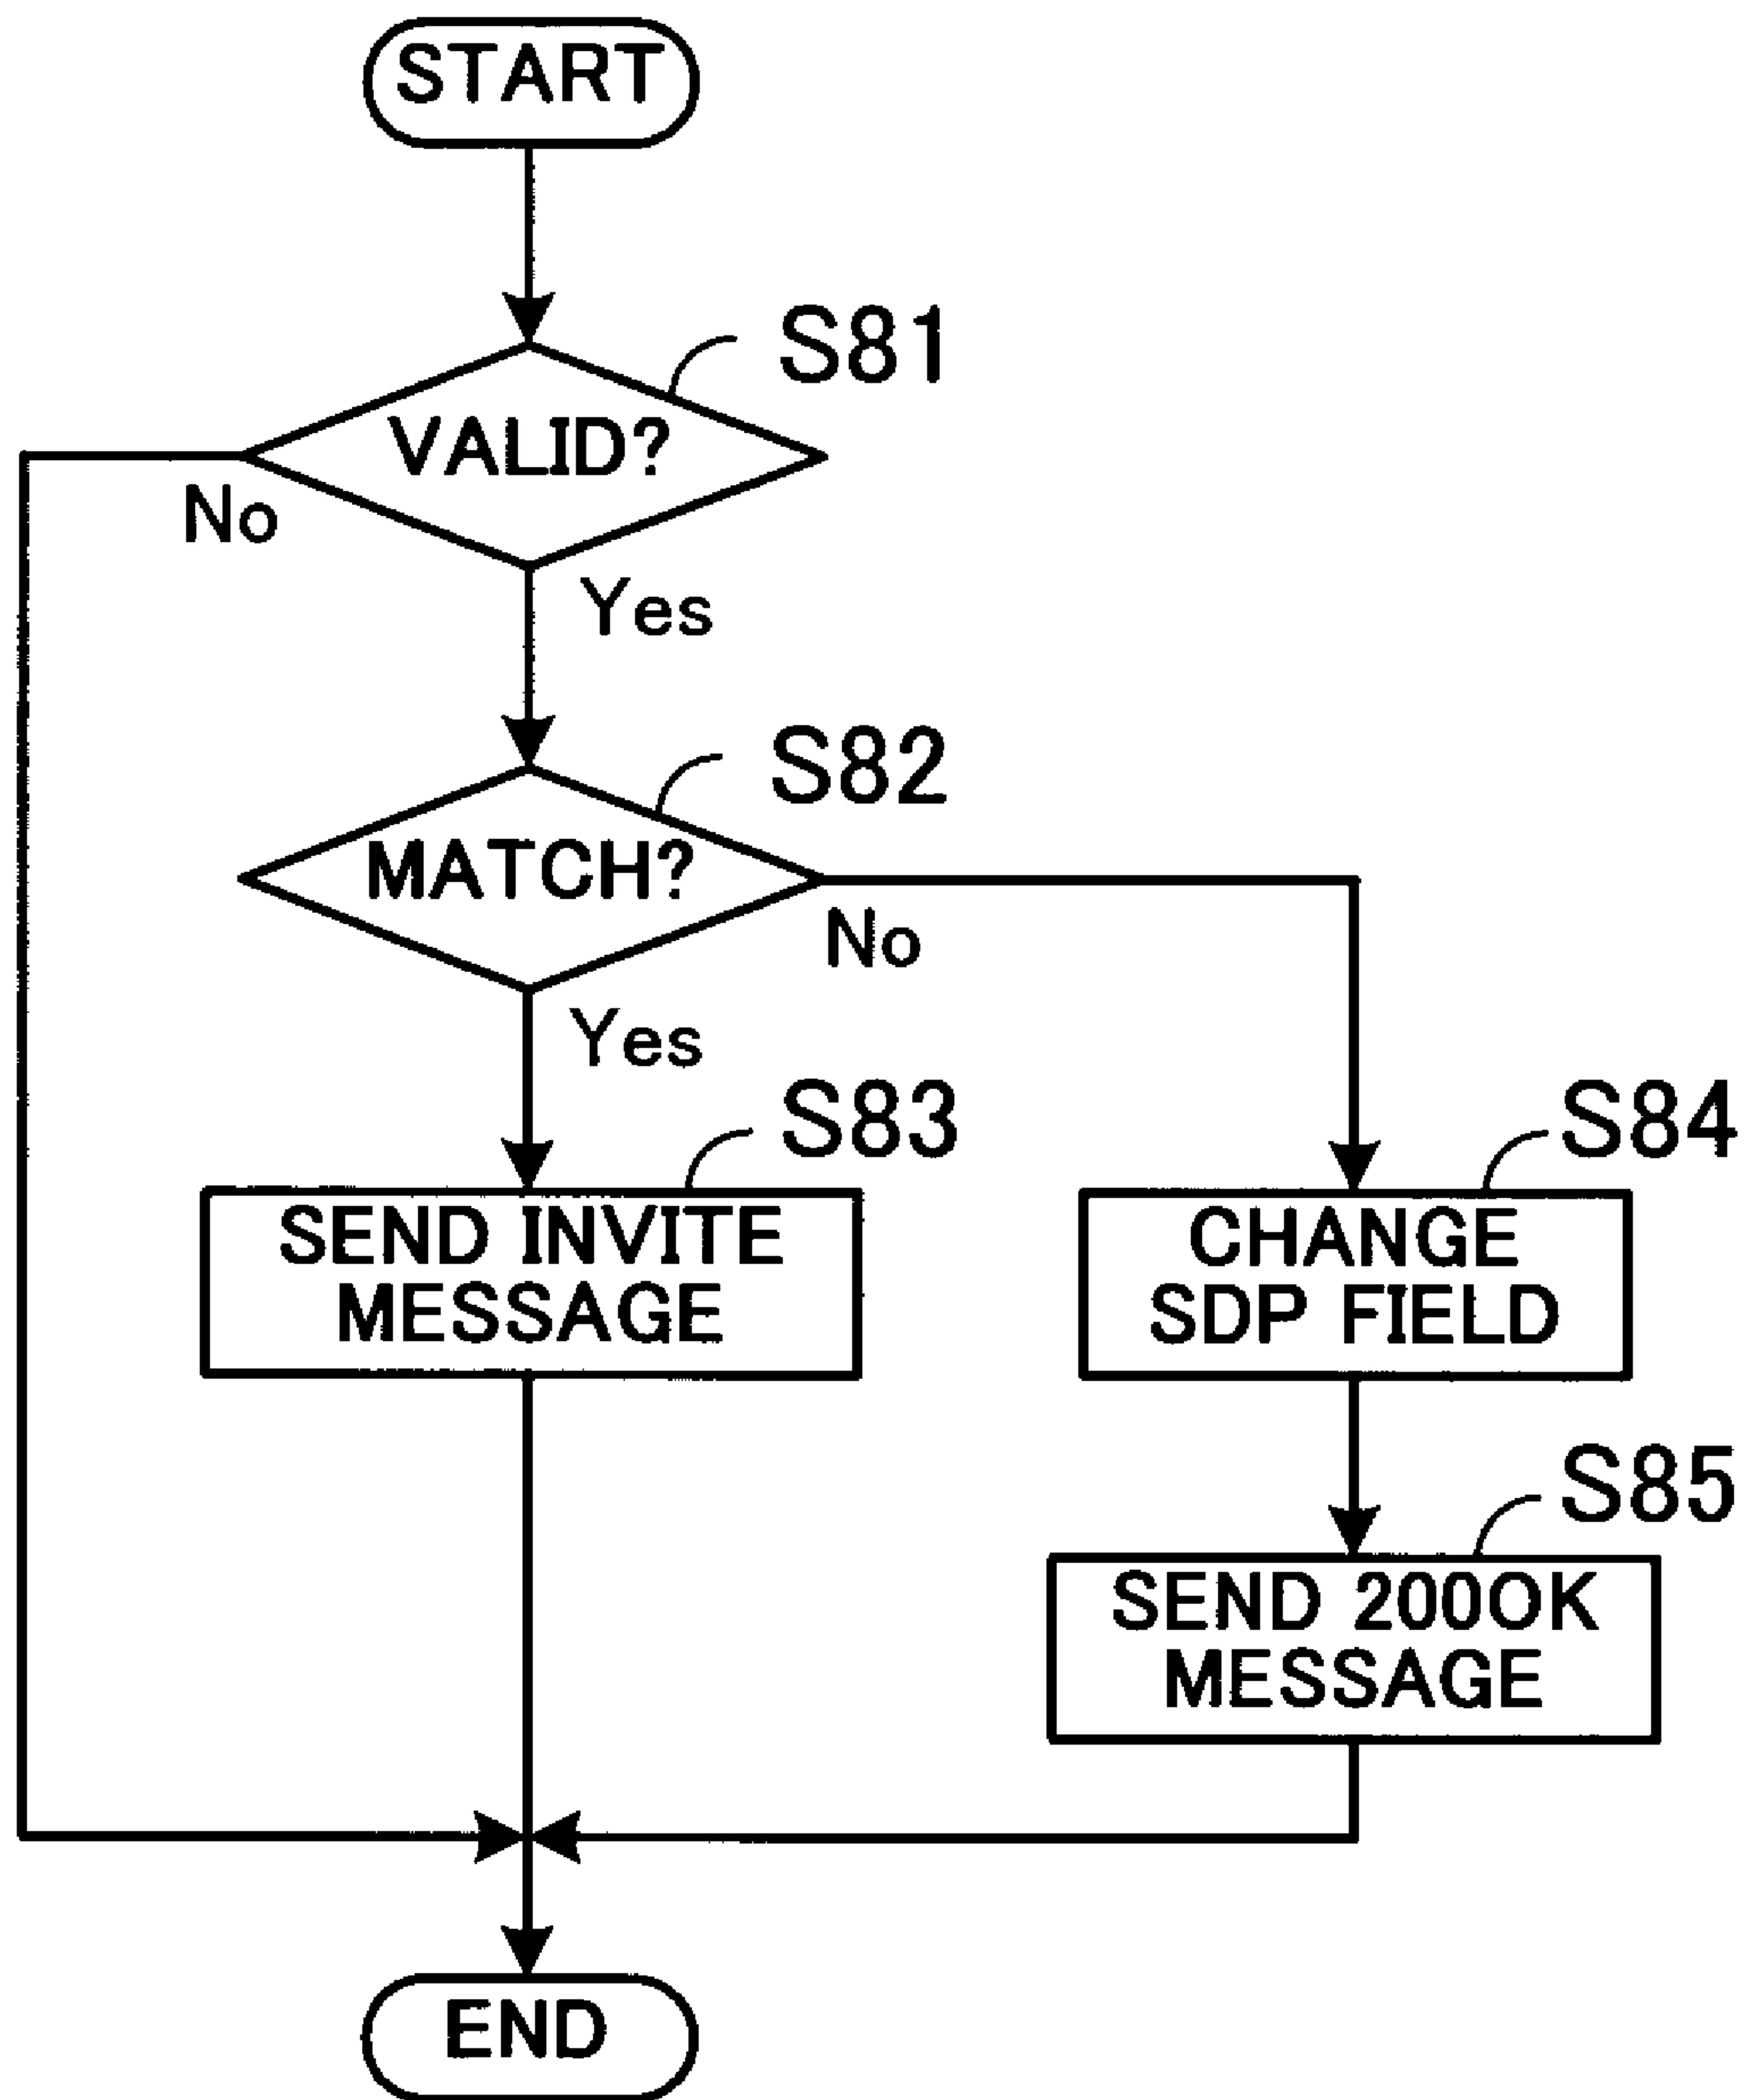 START
S81
VALID?
No
Yes
S82
MATCH?
No
Yes
S83
SEND INVITE
MESSAGE
S84
CHANGE
SDP FIELD
S85
SEND 200OK
MESSAGE
END